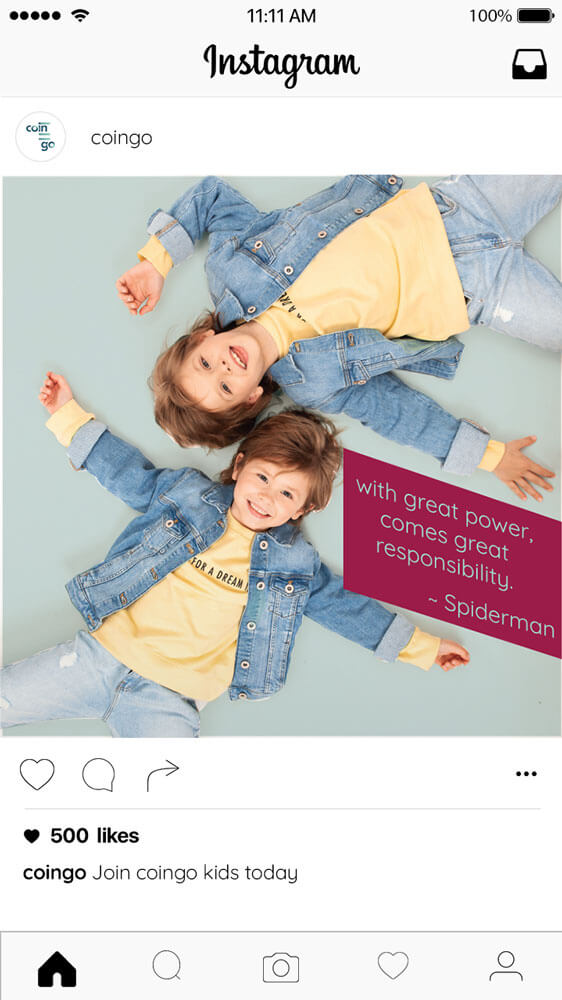 11:11 AM
100%
Instagram
coin
go
coingo
FOR A DREAM
with great power,
comes great
responsibility.
~ Spiderman
500 likes
coingo Join coingo kids today